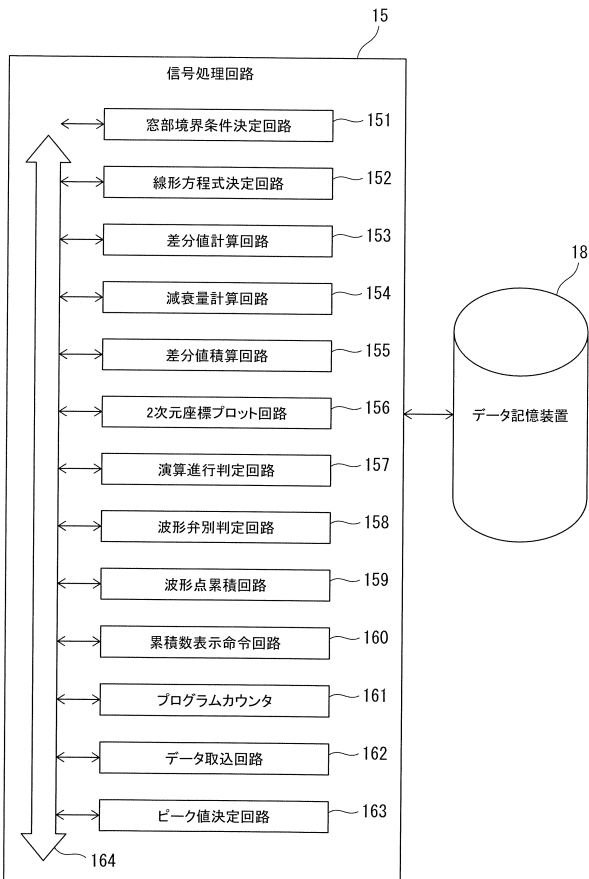 15
信号処理回路
窓部境界条件決定回路
151
線形方程式決定回路
152
差分値計算回路
153
減衰量計算回路
154
差分値積算回路
155
2次元座標プロット回路
156
演算進行判定回路
157
波形弁別判定回路
158
波形点累積回路
159
累積数表示命令回路
160
プログラムカウンタ
161
データ取込回路
162
ピーク値決定回路
163
164
18
データ記憶装置